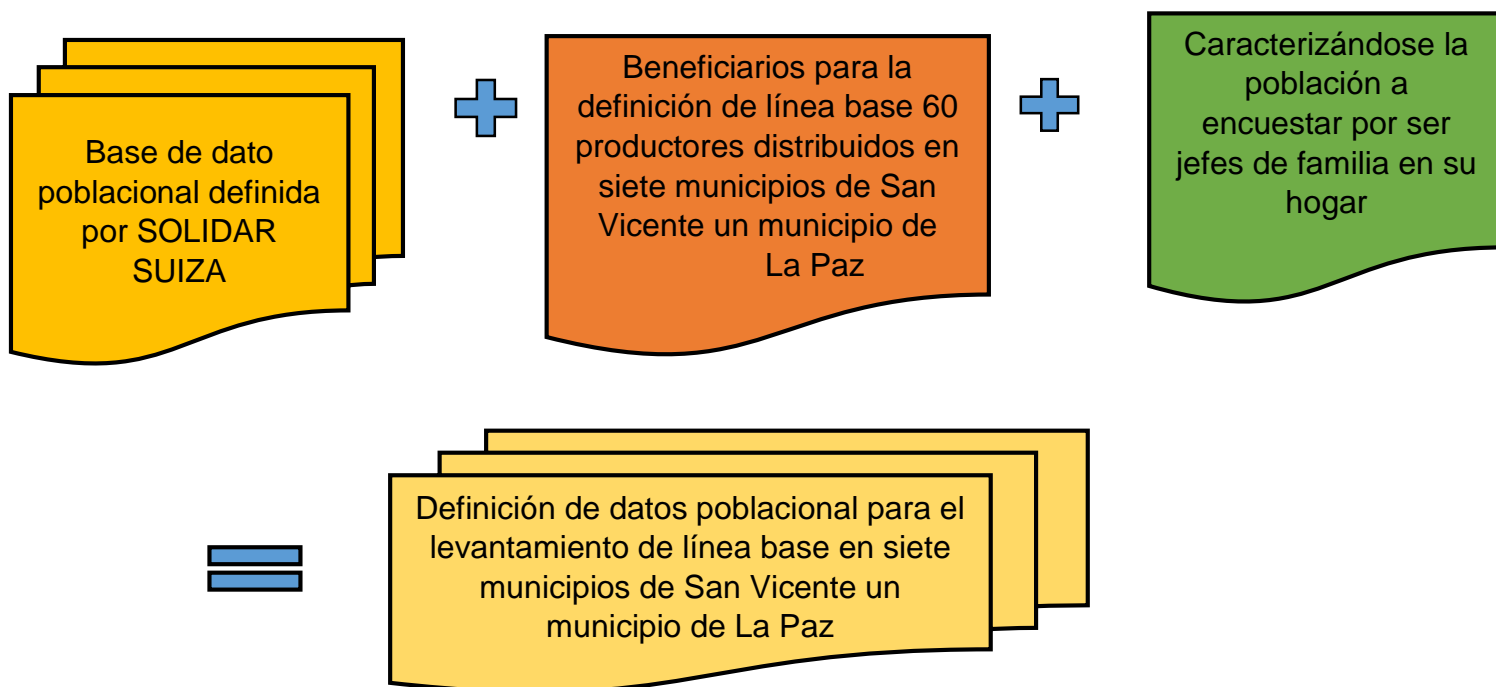 Base de dato
poblacional definida
por SOLIDAR
SUIZA
Beneficiarios para la
definición de línea base 60
productores distribuidos en
siete municipios de San
Vicente un municipio de
La Paz
Caracterizándose la
población a
encuestar por ser
jefes de familia en su
hogar
Definición de datos poblacional para el
levantamiento de línea base en siete
municipios de San Vicente un
municipio de La Paz